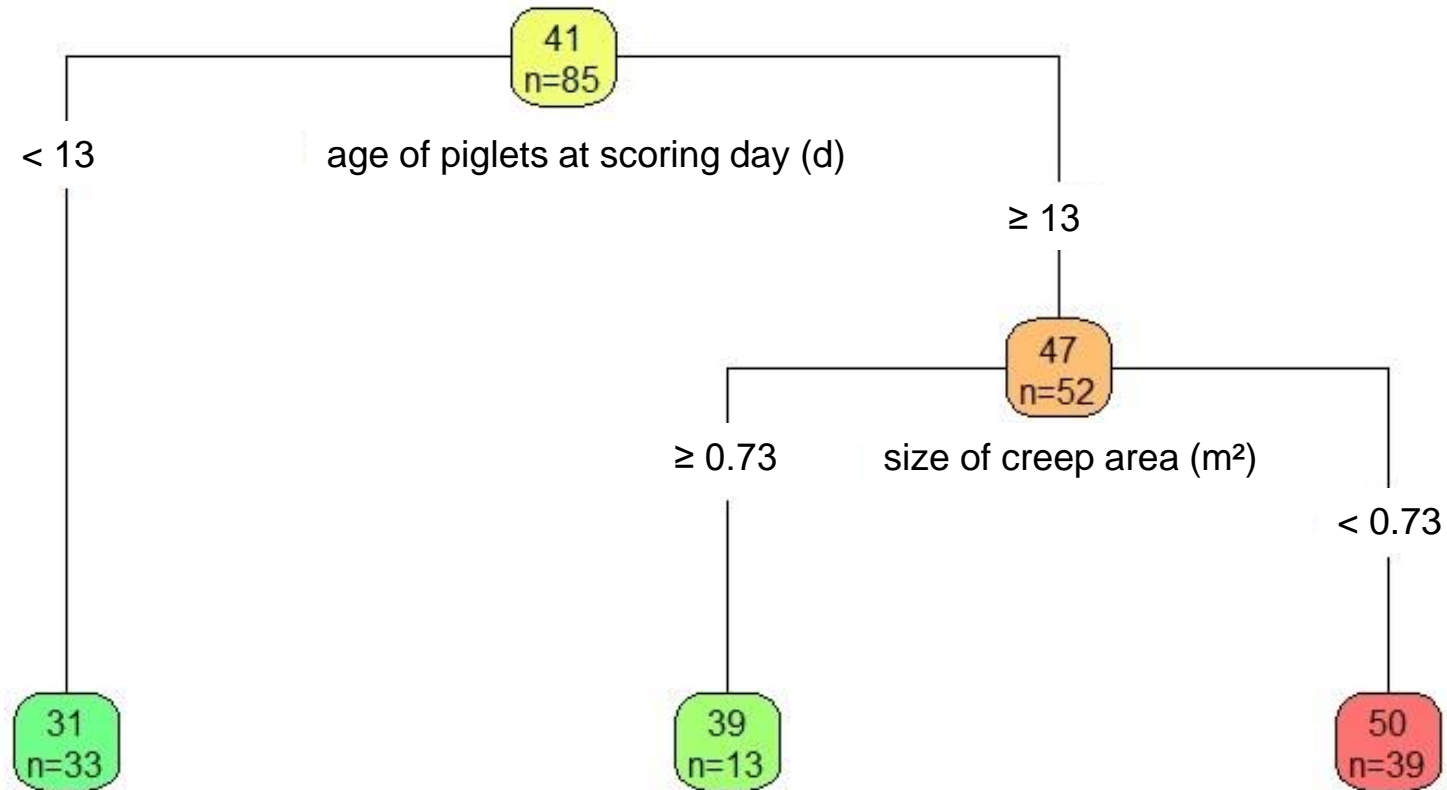 41
n=85
< 13
age of piglets at scoring day (d)
≥ 13
47
n=52
≥ 0.73
size of creep area (m²)
< 0.73
31
n=33
39
n=13
50
n=39